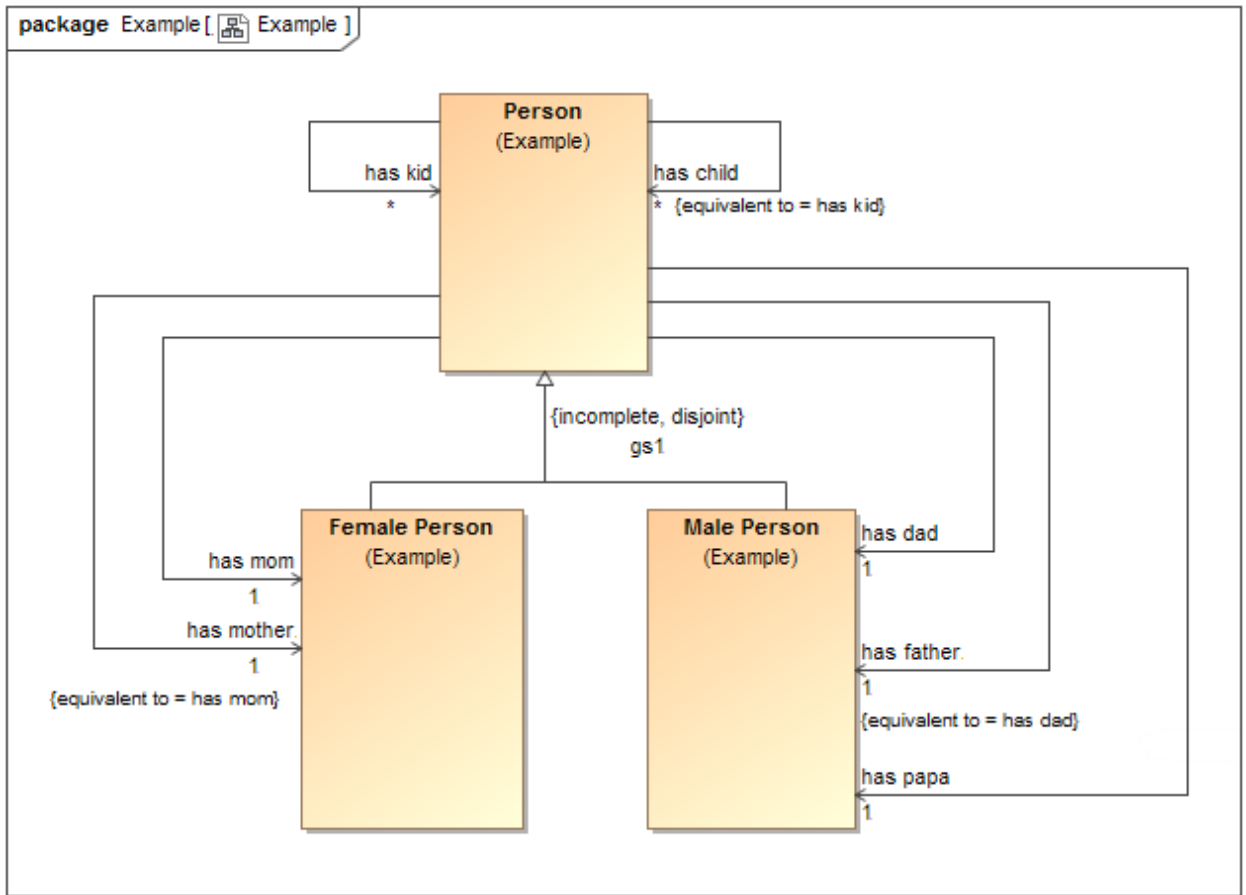 package Example [ Example ]
Person
(Example)
has kid
*
has child
* {equivalent to = has kid}
{incomplete, disjoint}
gs1
Female Person
(Example)
Male Person
(Example)
has mom
1
has mother
1
{equivalent to = has mom}
has dad
1
has father
1
{equivalent to = has dad}
has papa
1